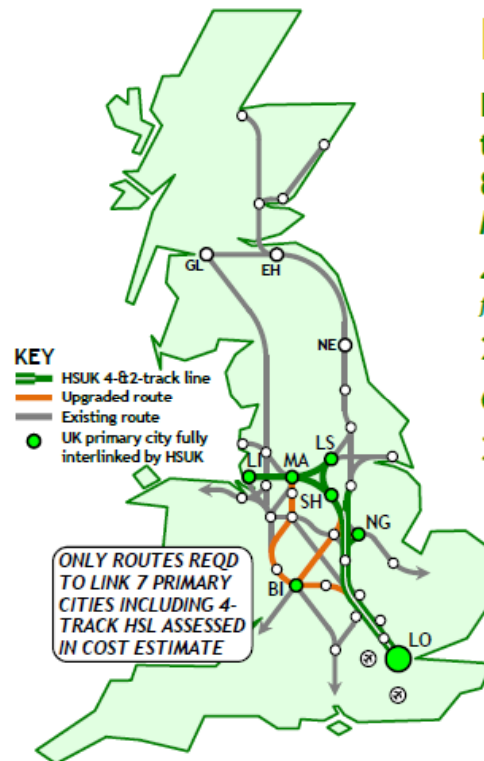 GL
EH
NE
KEY
HSUK 4-&2-track line
Upgraded route
Existing route
UK primary city fully
interlinked by HSUK
LI
MA
LS
SH
NG
ONLY ROUTES REQD
TO LINK 7 PRIMARY
CITIES INCLUDING 4-
TRACK HSL ASSESSED
IN COST ESTIMATE
BI
LO